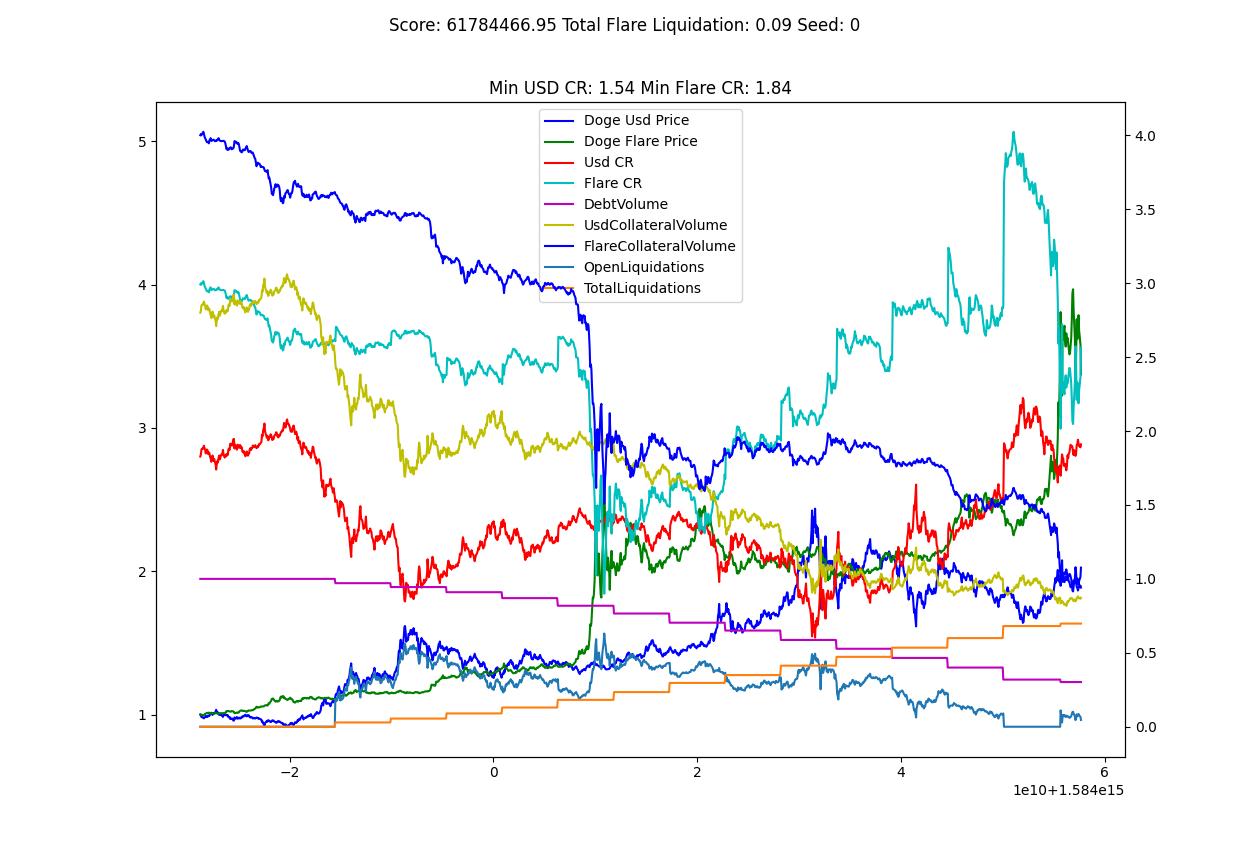 Score: 61784466.95 Total Flare Liquidation: 0.09 Seed: 0
Min USD CR: 1.54 Min Flare CR: 1.84
Doge Usd Price
Doge Flare Price
Usd CR
Flare CR
DebtVolume
UsdCollateralVolume
FlareCollateralVolume
OpenLiquidations
TotalLiquidations
5
4
3
2
1
4.0
3.5
3.0
2.5
2.0
1.5
1.0
0.5
0.0
−2 0 2 4 6
1e10+1.584e15